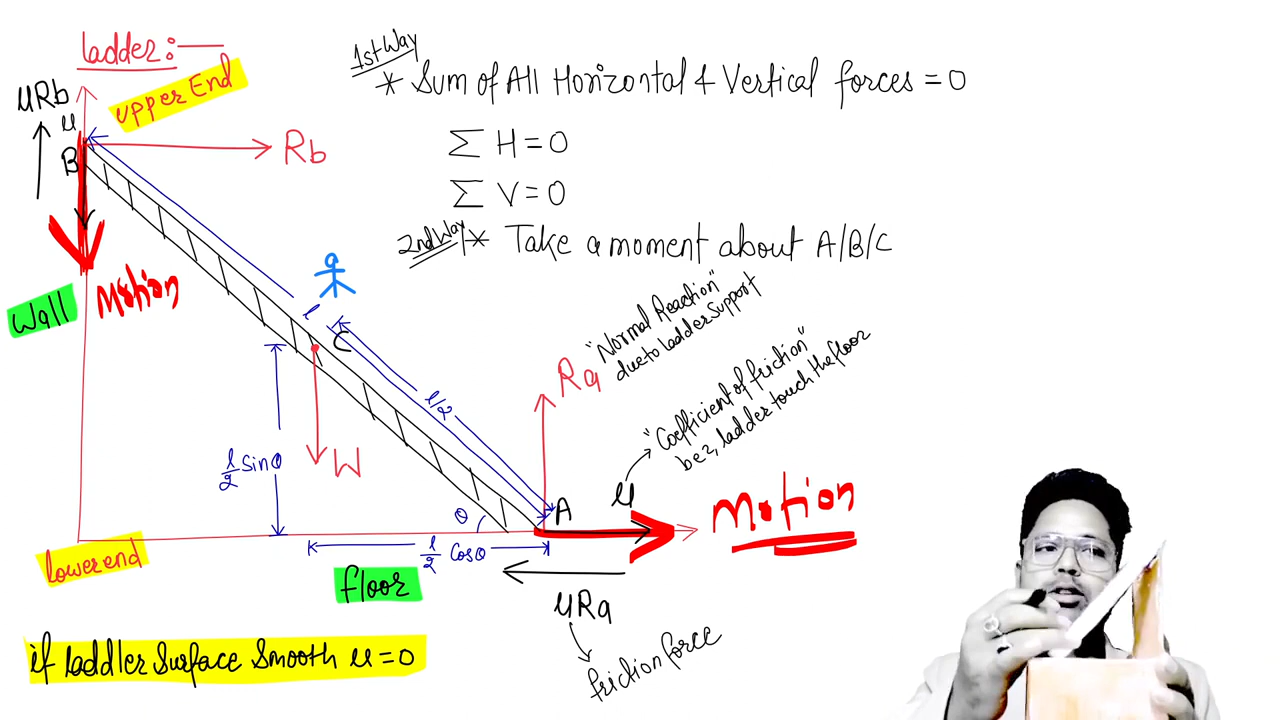 ladder:—
upper End
μRb
μ
B
Rb
1st Way
* Sum of All Horizontal & Vertical forces = 0
Σ H = 0
Σ V = 0
2nd Way * Take a moment about A/B/C
Wall
Motion
l
C
l/2
W
l/2 sinθ
θ
A
Ra
"Normal Reaction"
due to ladder support
"Coefficient of friction"
be2, ladder touch the floor
μ
Motion
lower end
l/2 Cosθ
floor
μRa
friction force
if laddler Surface Smooth μ = 0